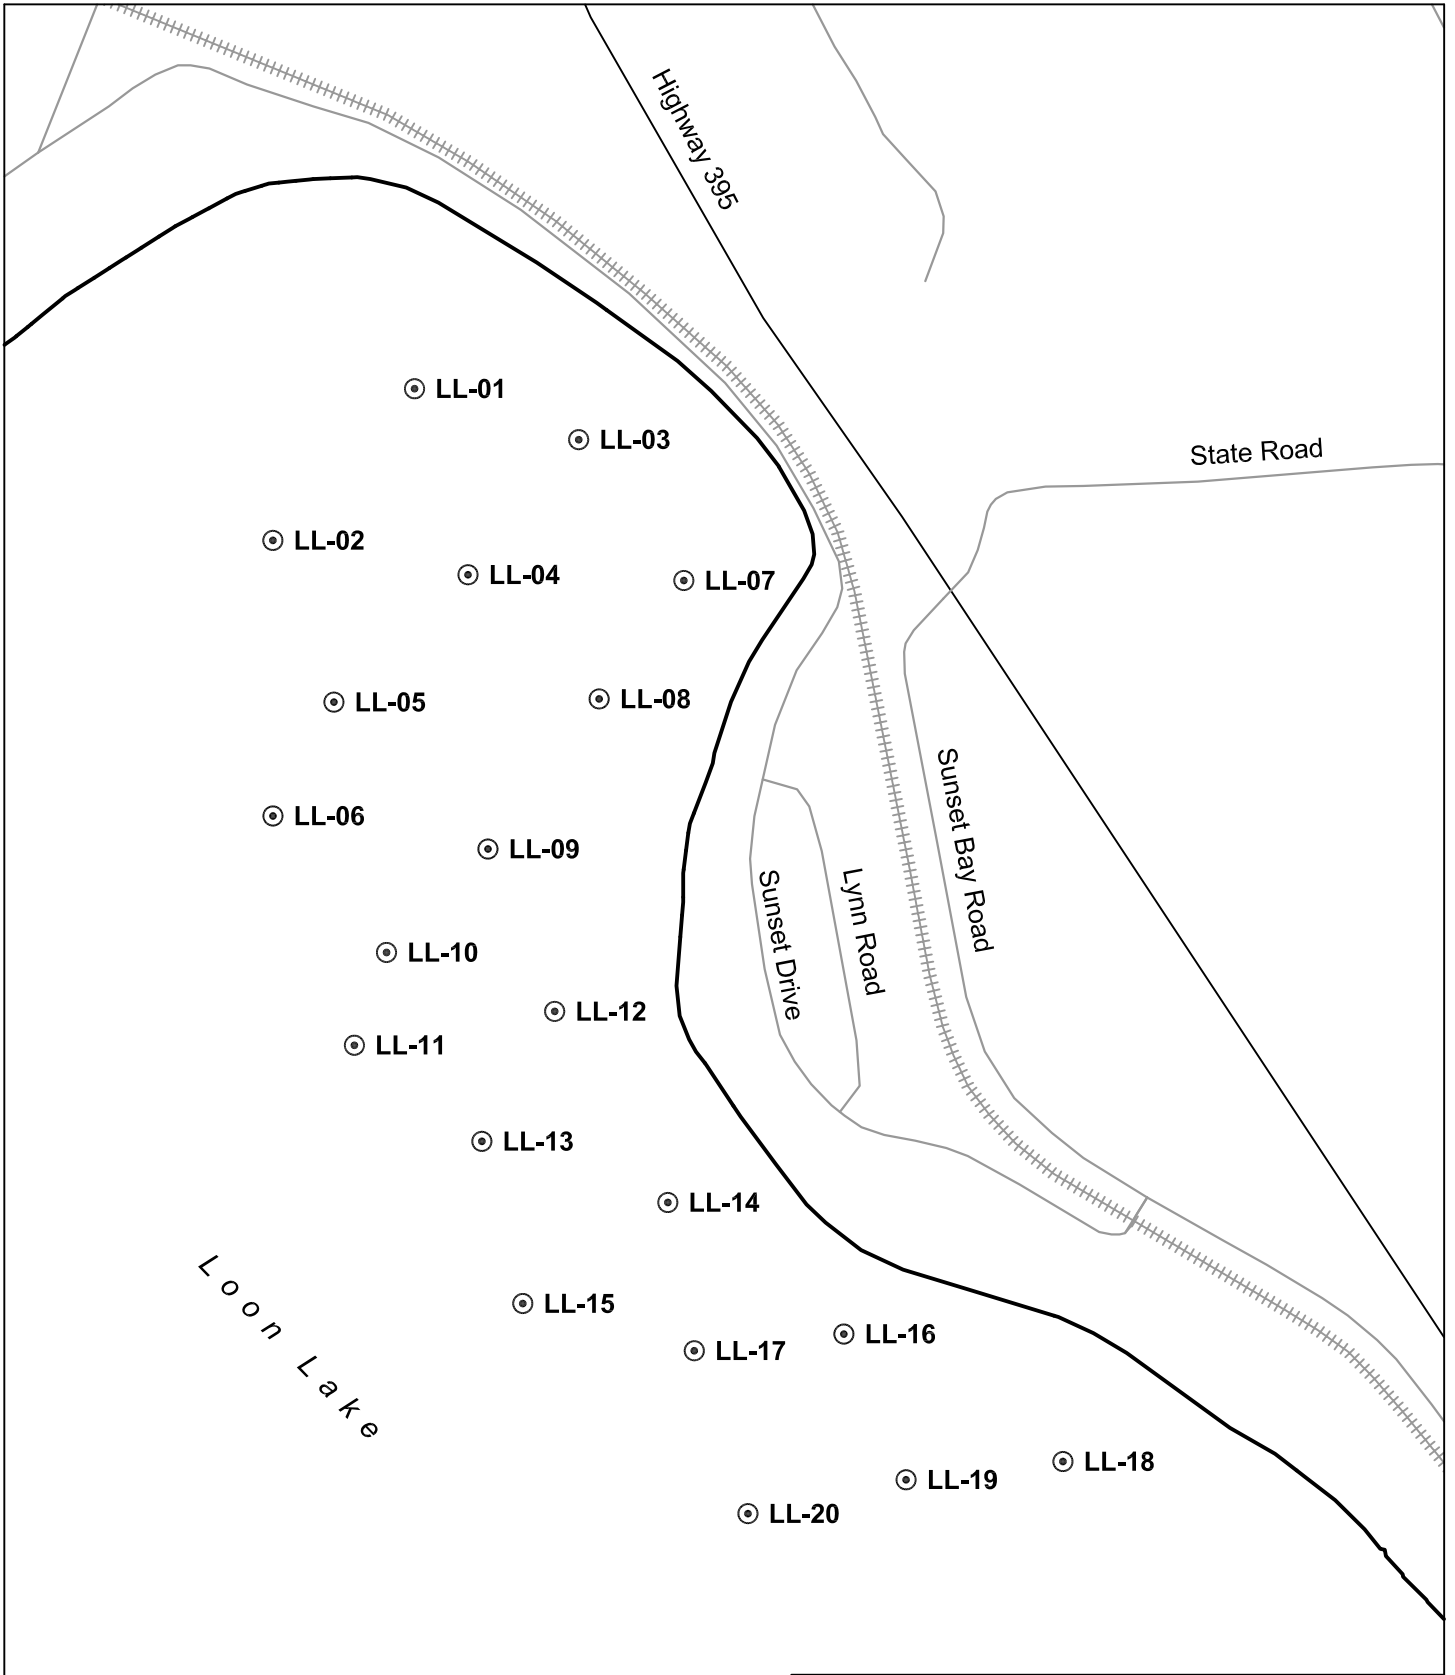 Highway 395
LL-01
LL-03
State Road
LL-02
LL-04
LL-07
LL-05
LL-08
Sunset Bay Road
LL-06
LL-09
Sunset Drive
Lynn Road
LL-10
LL-12
LL-11
LL-13
LL-14
Loon Lake
LL-15
LL-16
LL-17
LL-18
LL-19
LL-20